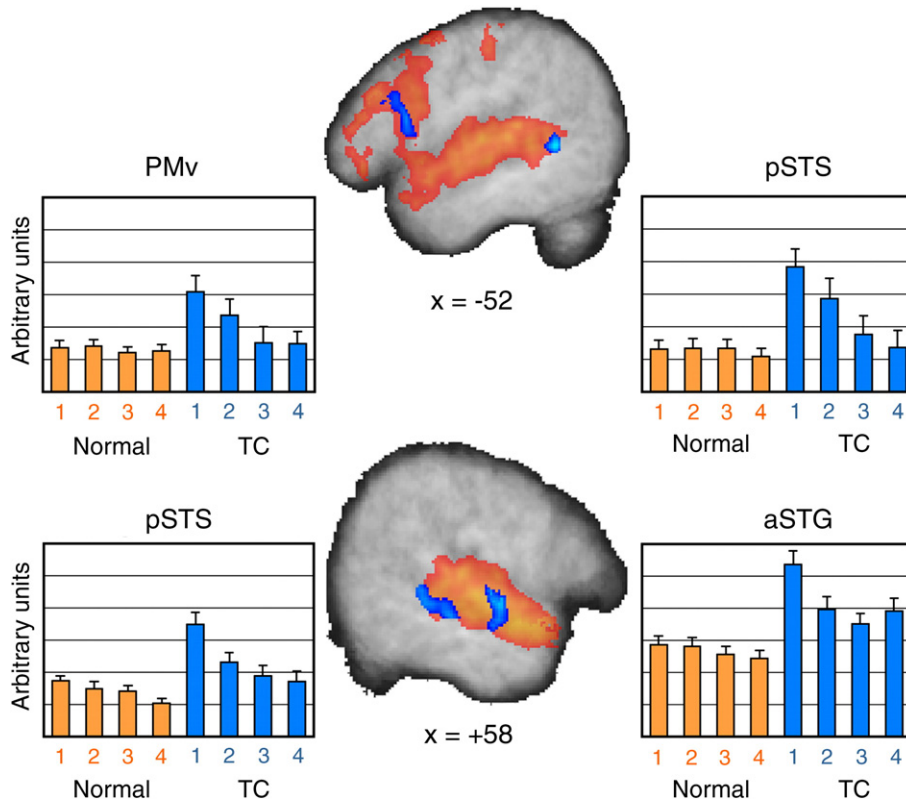 PMv
Arbitrary units
1 2 3 4 1 2 3 4
Normal TC
x = -52
pSTS
1 2 3 4 1 2 3 4
Normal TC
pSTS
Arbitrary units
1 2 3 4 1 2 3 4
Normal TC
x = +58
aSTG
1 2 3 4 1 2 3 4
Normal TC